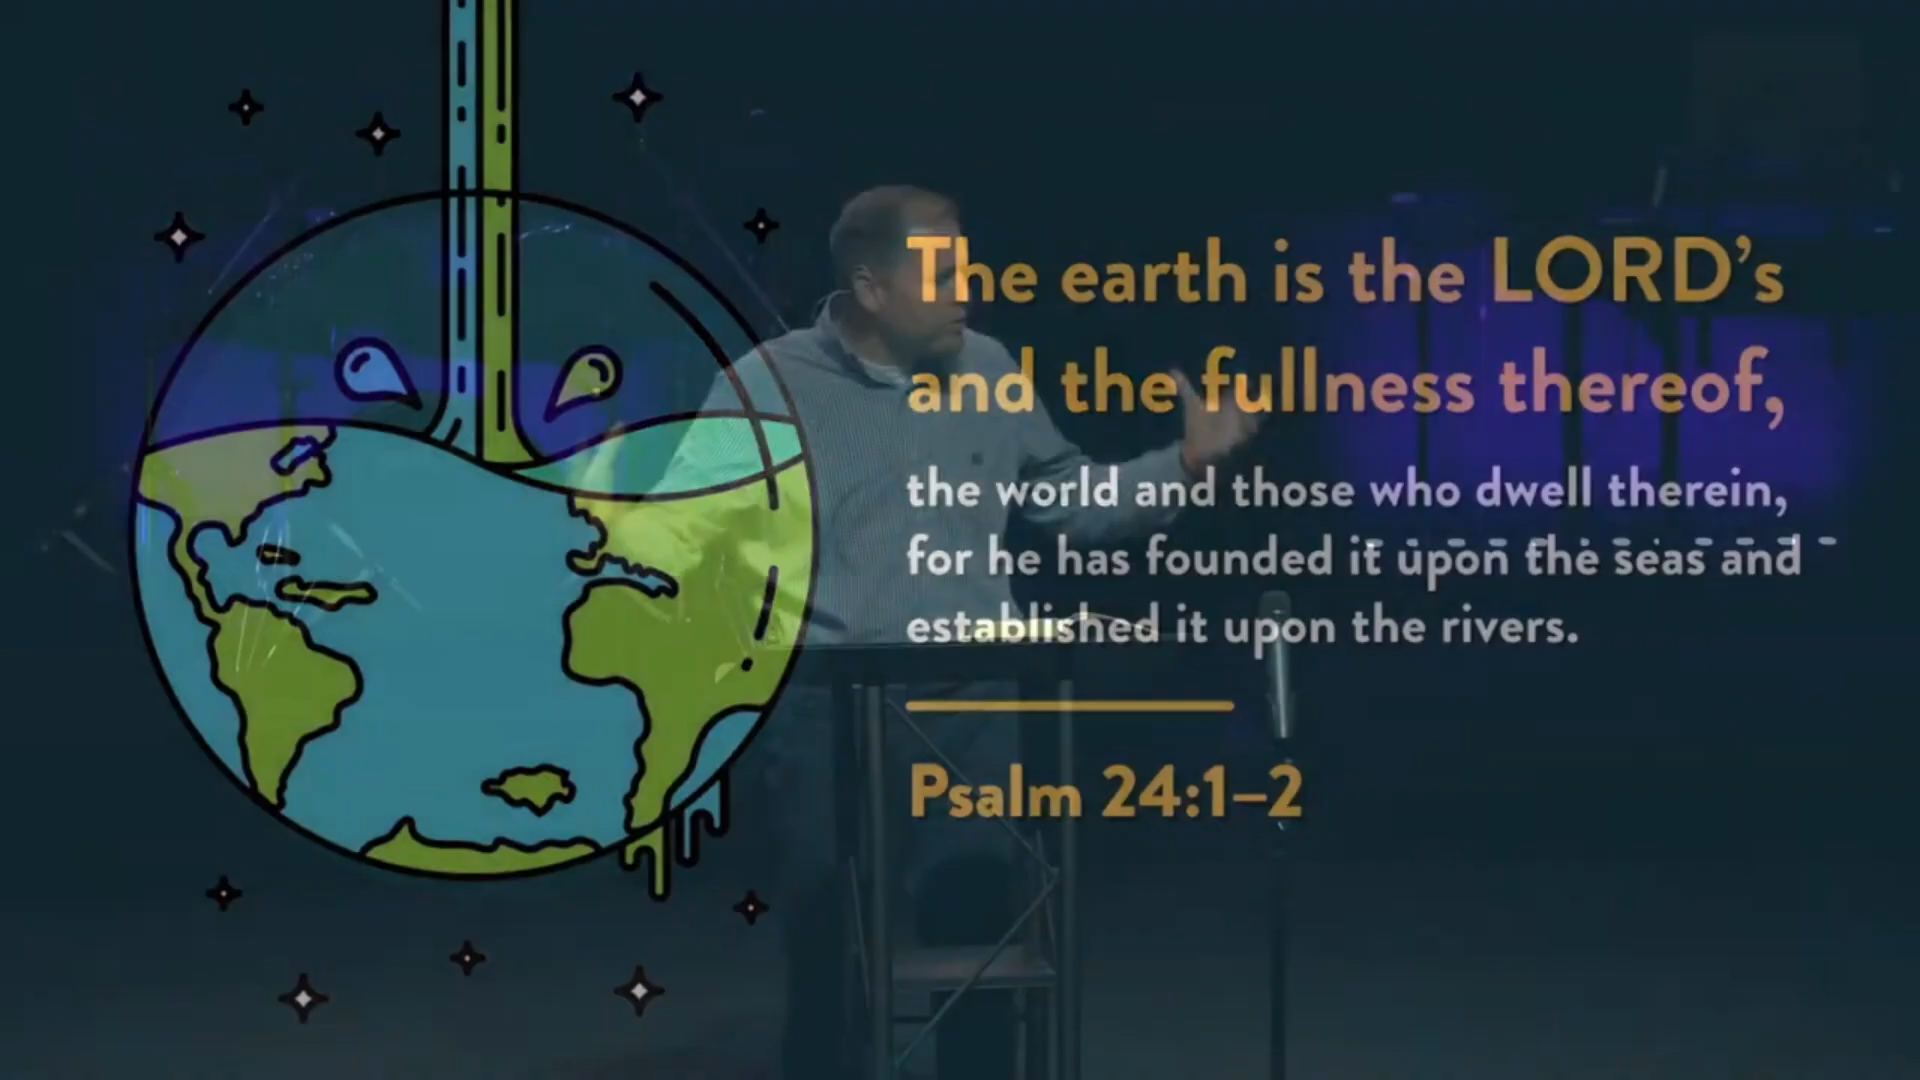 The earth is the LORD’s
and the fullness thereof,
the world and those who dwell therein,
for he has founded it upon the seas and
established it upon the rivers.
Psalm 24:1–2